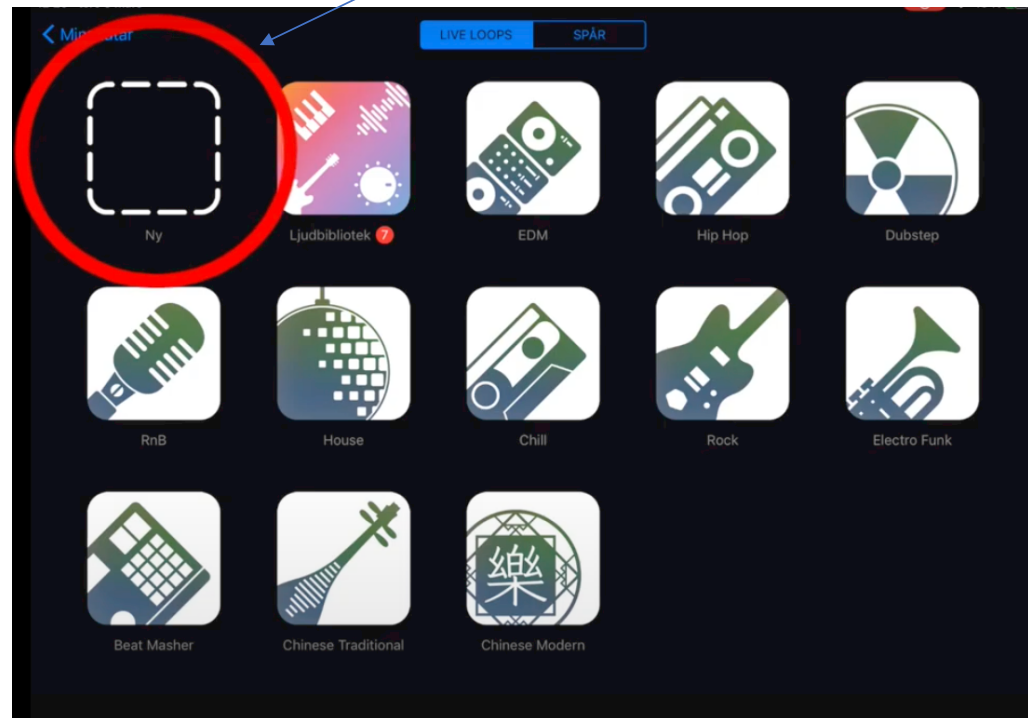 LIVE LOOPS SPÅR
Ny
Ljudbibliotek 7
EDM
Hip Hop
Dubstep
RnB
House
Chill
Rock
Electro Funk
樂
Beat Masher
Chinese Traditional
Chinese Modern